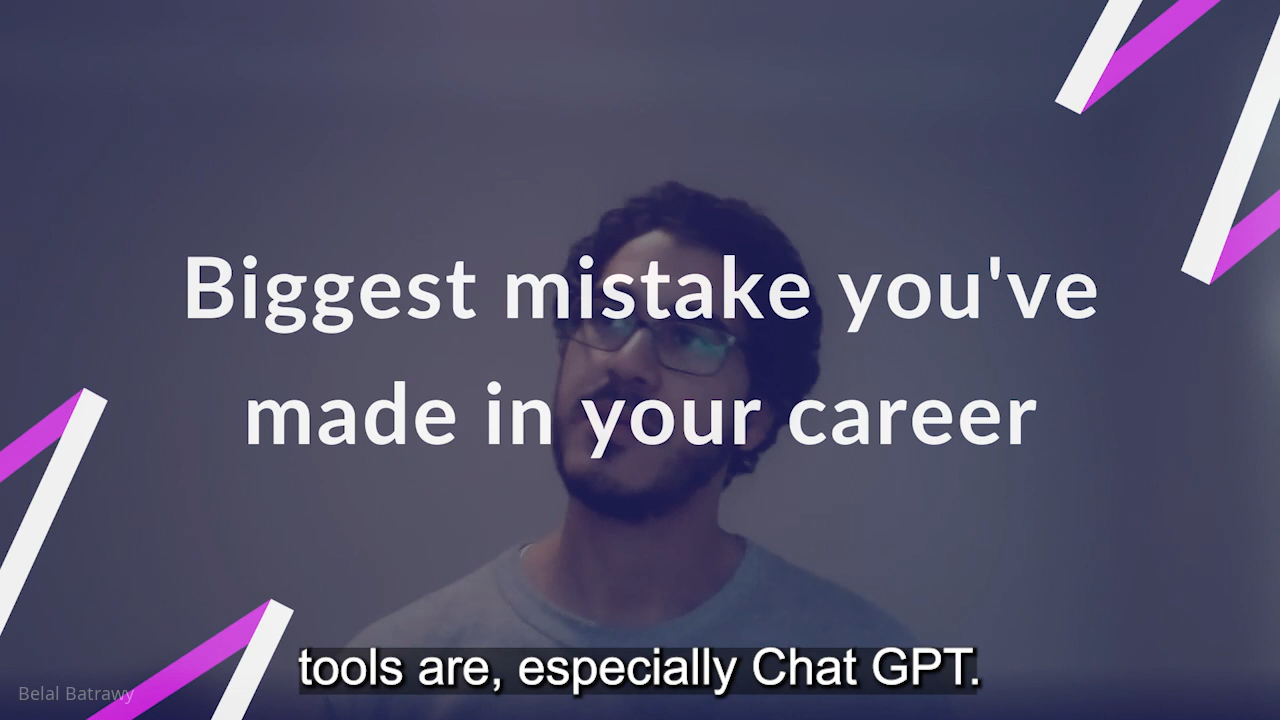 Biggest mistake you've
made in your career
tools are, especially Chat GPT.
Belal Batrawy